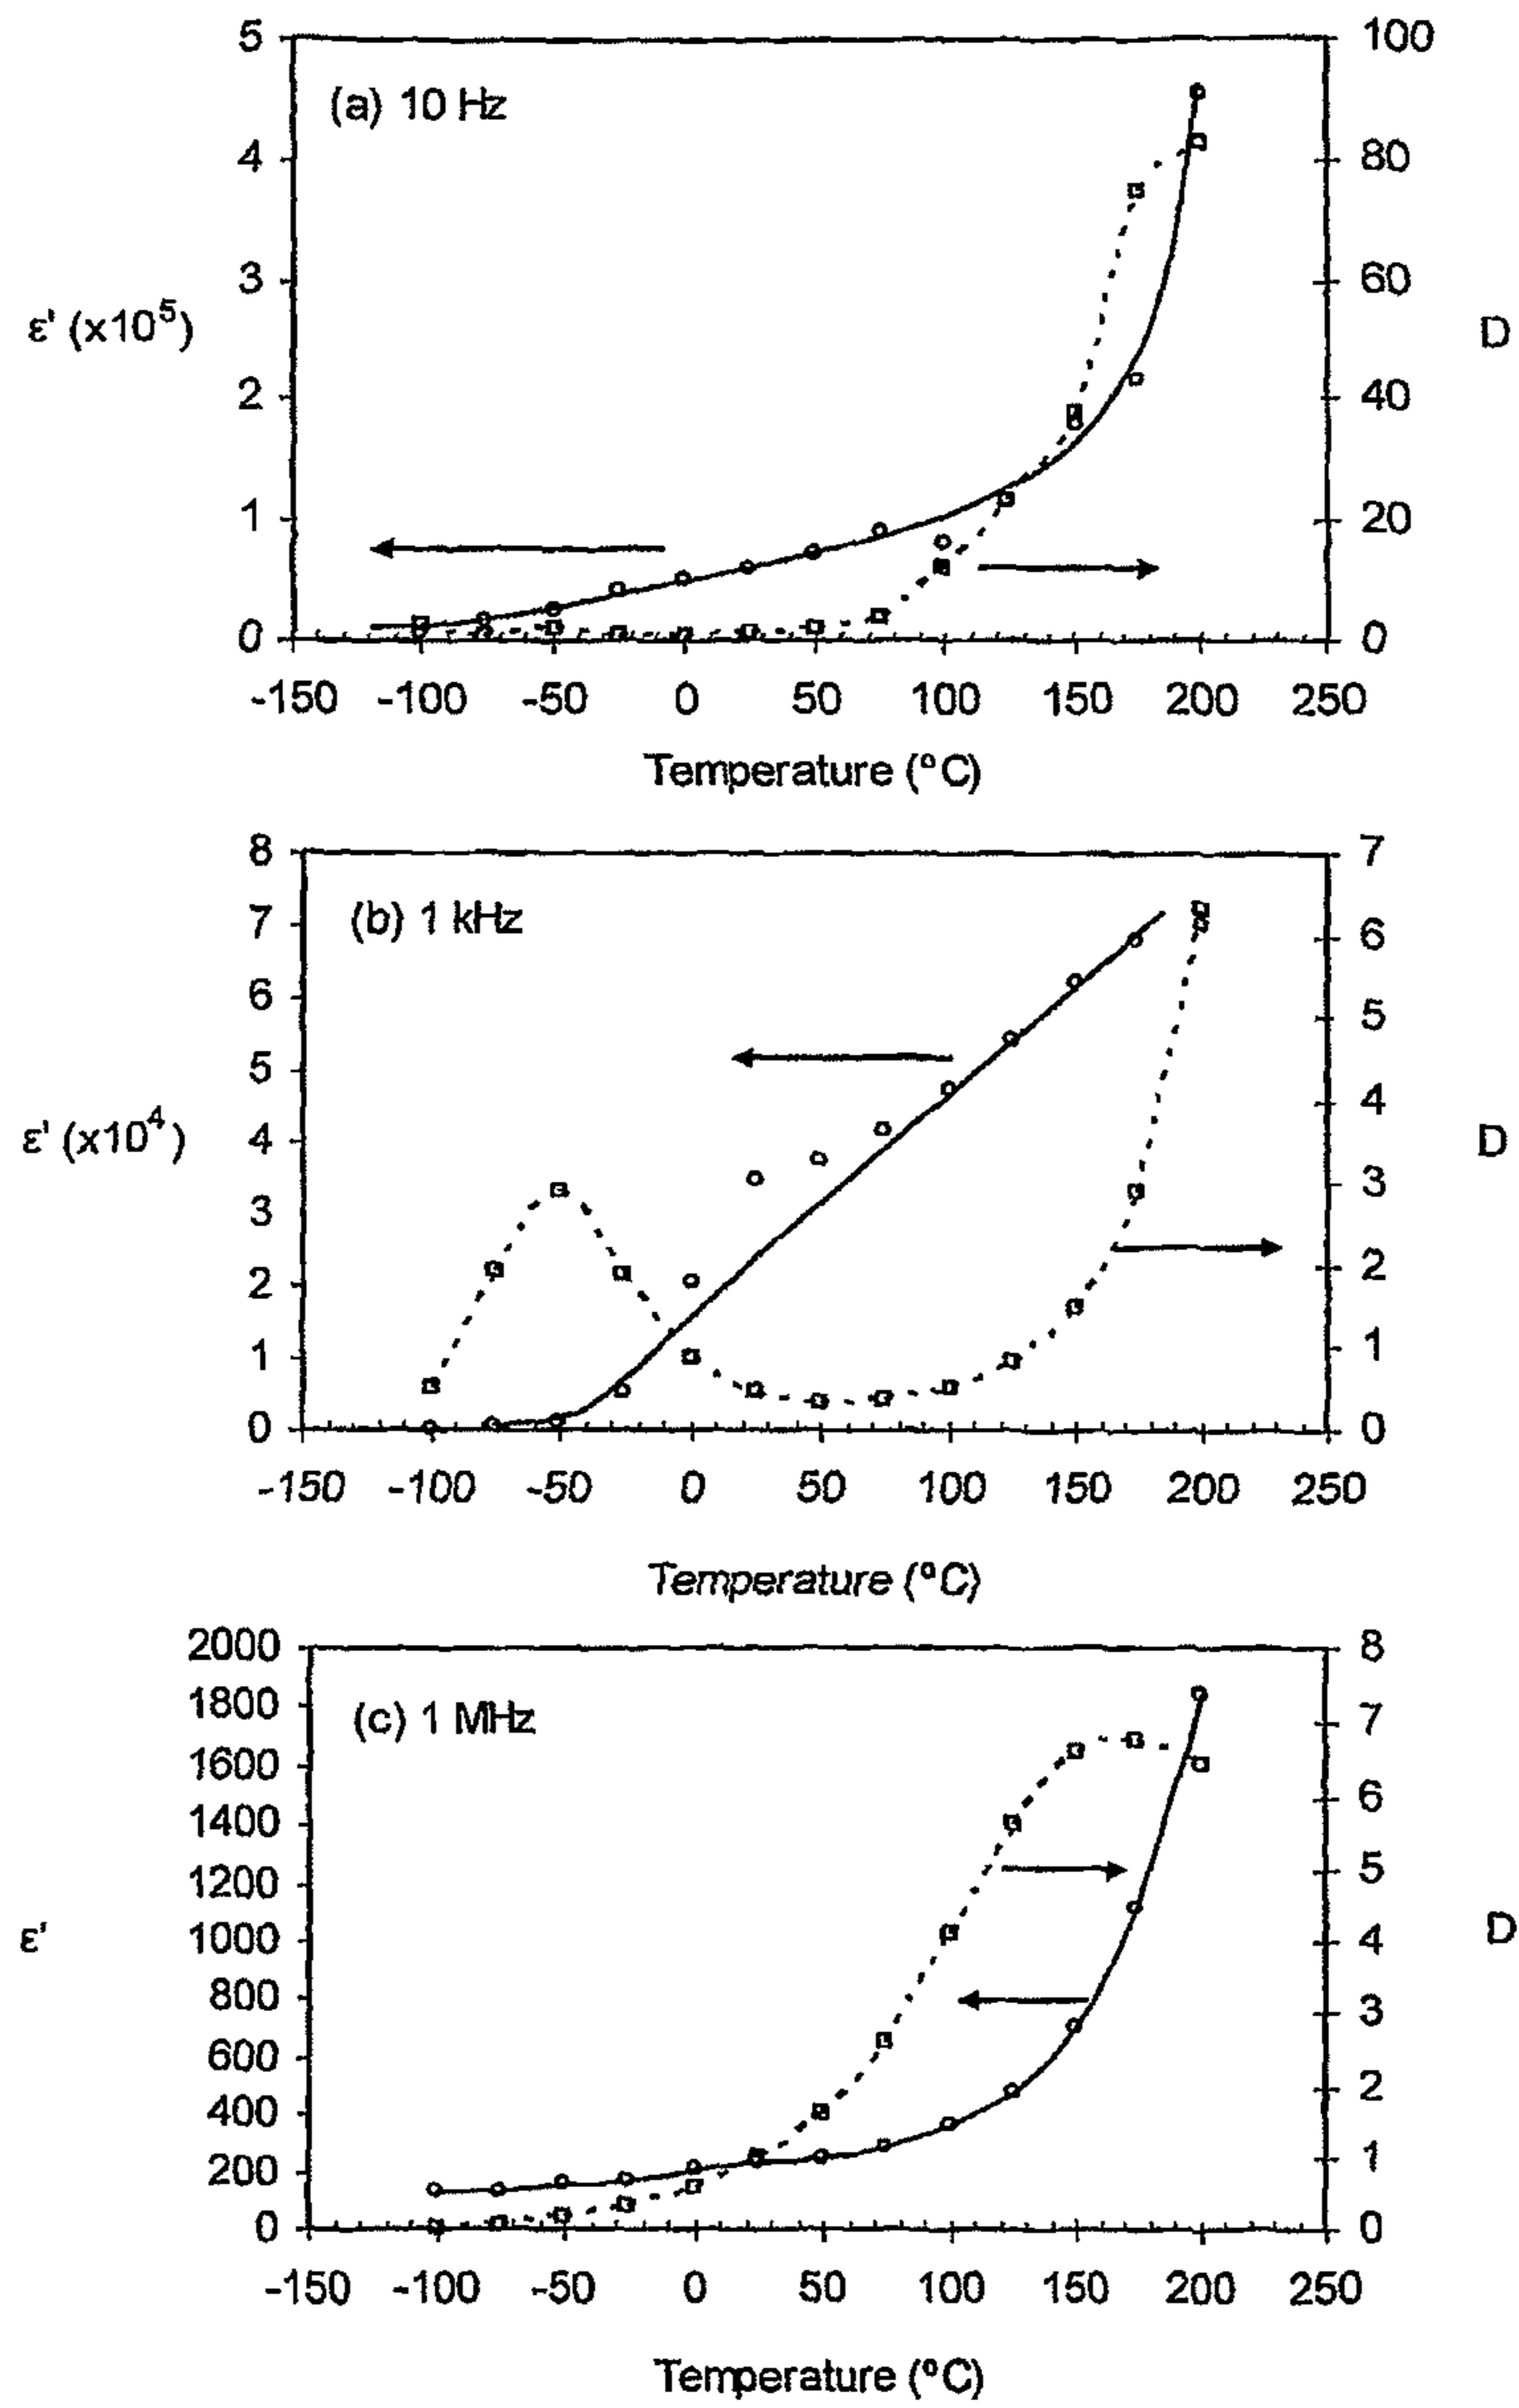 5 100
(a) 10 Hz
4 80
3 60
ε' (x10⁵) D
2 40
1 20
0 0
-150 -100 -50 0 50 100 150 200 250
Temperature (°C)
8 7
(b) 1 kHz
7 6
6 5
5 4
ε' (x10⁴) D
4 3
3 2
2 1
1 0
0
-150 -100 -50 0 50 100 150 200 250
Temperature (°C)
2000 8
1800 (c) 1 MHz 7
1600 6
1400 5
1200
ε' 1000 4 D
800 3
600 2
400 1
200
0 0
-150 -100 -50 0 50 100 150 200 250
Temperature (°C)